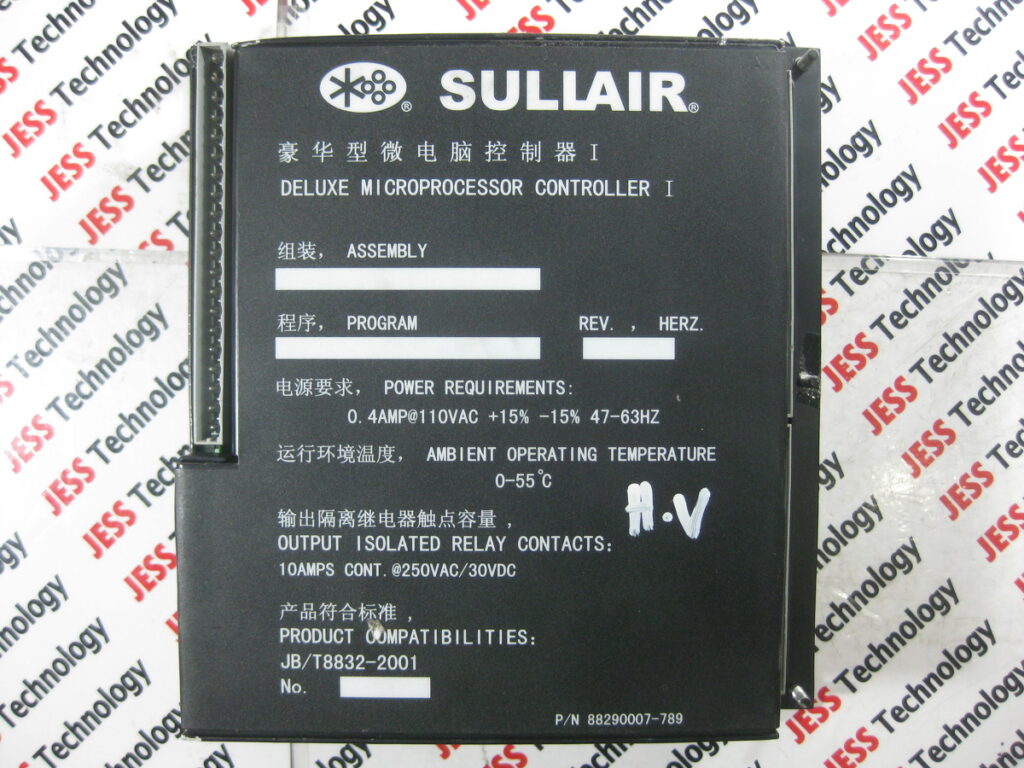 SULLAIR®
豪华型微电脑控制器 I
DELUXE MICROPROCESSOR CONTROLLER I
组装， ASSEMBLY
程序， PROGRAM REV. ， HERZ.
电源要求， POWER REQUIREMENTS:
0.4AMP@110VAC +15% -15% 47-63HZ
运行环境温度， AMBIENT OPERATING TEMPERATURE
0-55℃
H.V
输出隔离继电器触点容量，
OUTPUT ISOLATED RELAY CONTACTS:
10AMPS CONT.@250VAC/30VDC
产品符合标准，
PRODUCT COMPATIBILITIES:
JB/T8832-2001
No.
P/N 88290007-789
JESS Technology